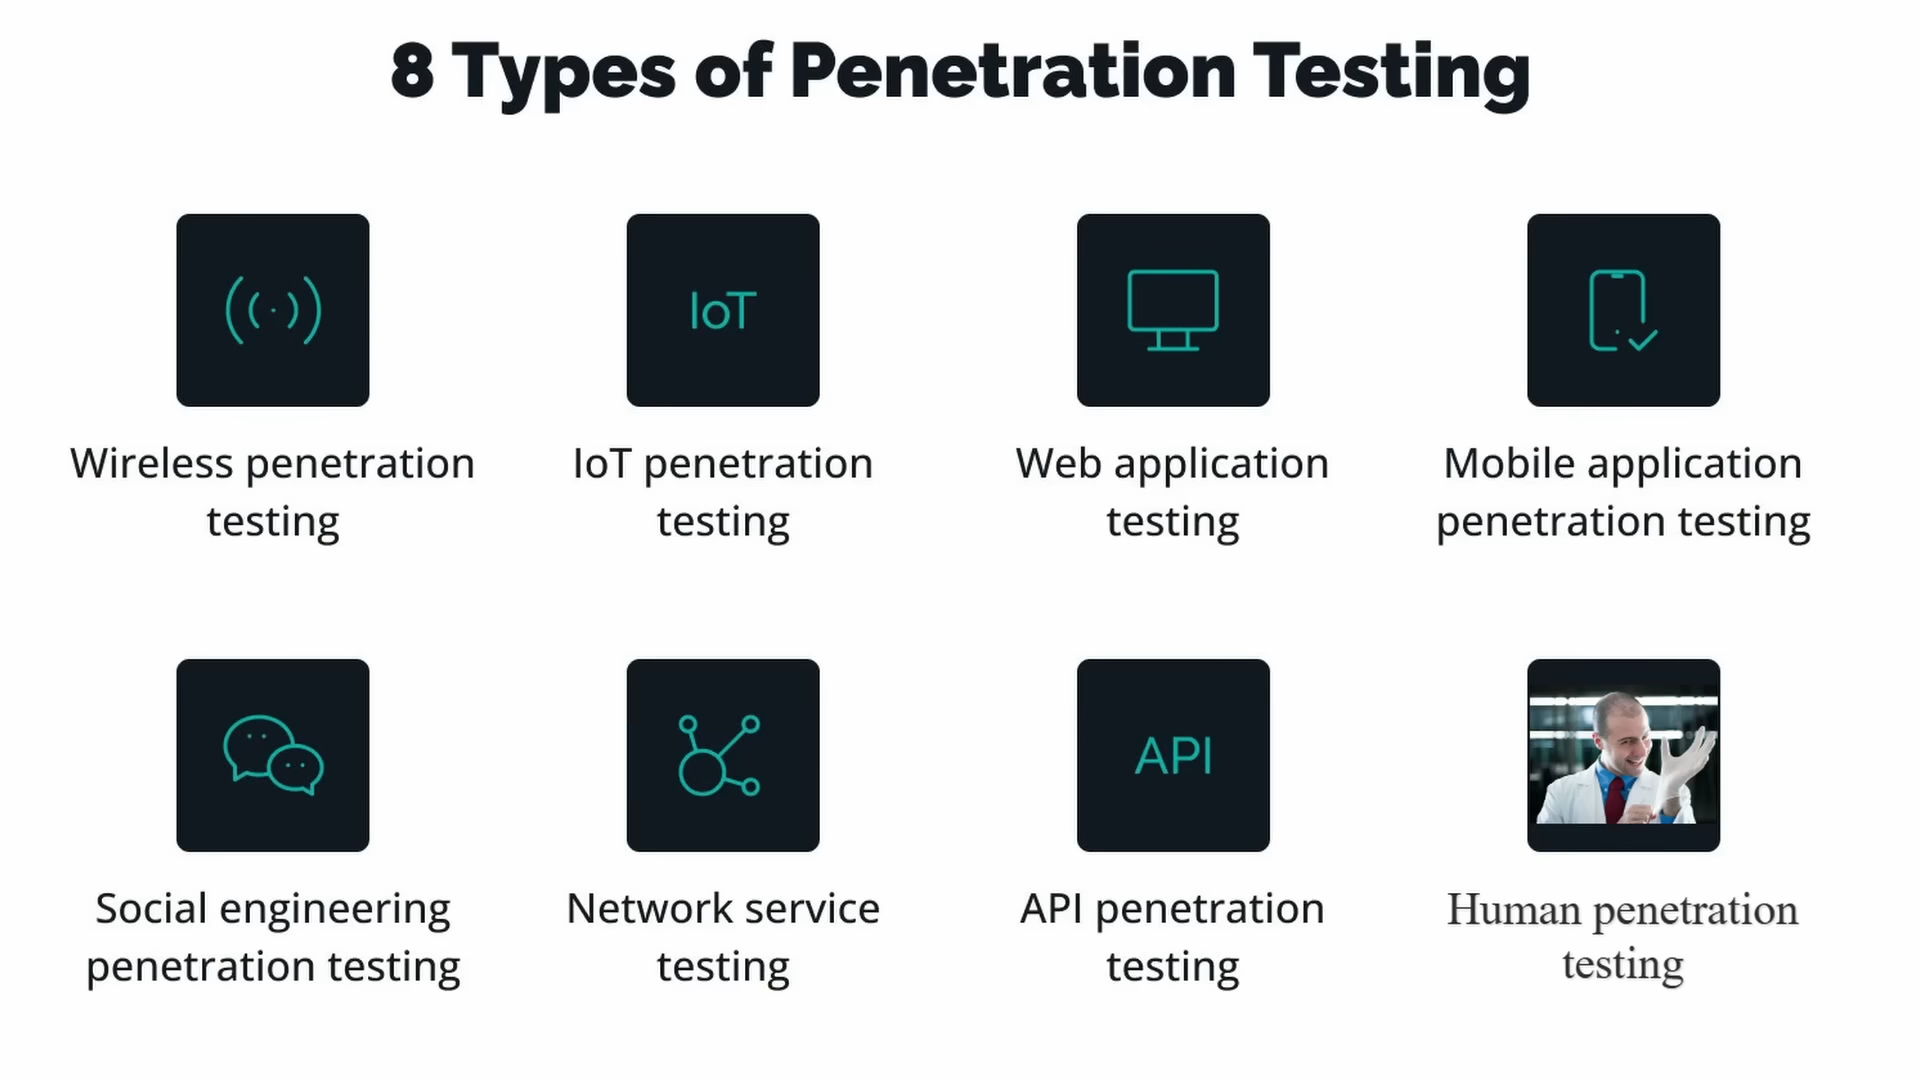 8 Types of Penetration Testing
IoT
Wireless penetration
testing
IoT penetration
testing
Web application
testing
Mobile application
penetration testing
API
Social engineering
penetration testing
Network service
testing
API penetration
testing
Human penetration
testing